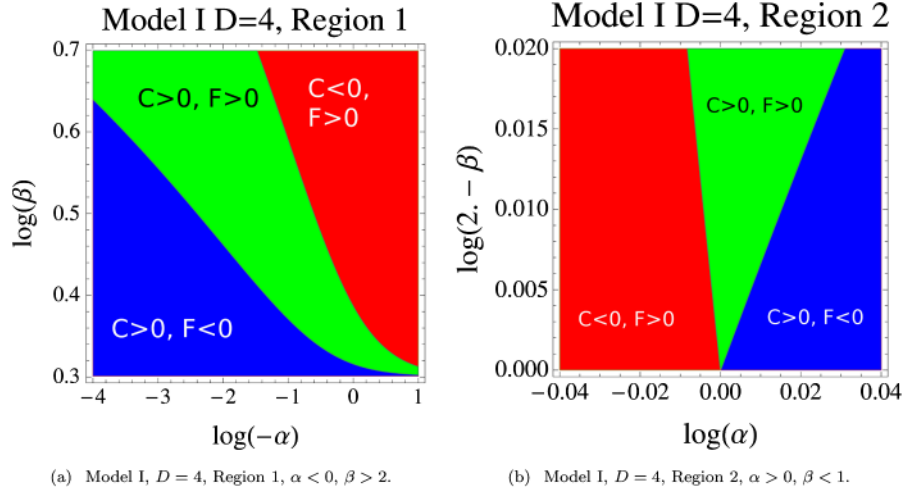 Model I D=4, Region 1
0.7
0.6
0.5
0.4
0.3
log(β)
C>0, F>0
C<0,
F>0
C>0, F<0
−4
−3
−2
−1
0
1
log(−α)
(a) Model I, D = 4, Region 1, α < 0, β > 2.
Model I D=4, Region 2
0.020
0.015
0.010
0.005
0.000
log(2. − β)
C>0, F>0
C<0, F>0
C>0, F<0
−0.04
−0.02
0.00
0.02
0.04
log(α)
(b) Model I, D = 4, Region 2, α > 0, β < 1.